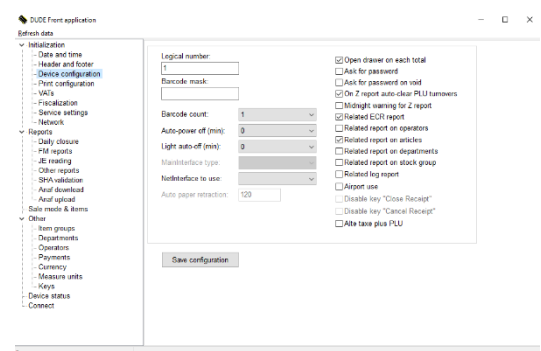 DUDE Front application
Refresh data
Initialization
Date and time
Header and footer
Device configuration
Print configuration
VATs
Fiscalization
Service settings
Network
Reports
Daily closure
FM reports
JE reading
Other reports
SHA validation
Anaf download
Anaf upload
Sale mode & items
Other
Item groups
Departments
Operators
Payments
Currency
Measure units
Keys
Device status
Connect
Logical number:
1
Barcode mask:
Barcode count: 1
Auto-power off (min): 0
Light auto-off (min): 0
MainInterface type:
NetInterface to use:
Auto paper retraction: 120
Open drawer on each total
Ask for password
Ask for password on void
On Z report auto-clear PLU turnovers
Midnight warning for Z report
Related ECR report
Related report on operators
Related report on articles
Related report on departments
Related report on stock group
Related log report
Airport use
Disable key "Close Receipt"
Disable key "Cancel Receipt"
Alte taxe plus PLU
Save configuration